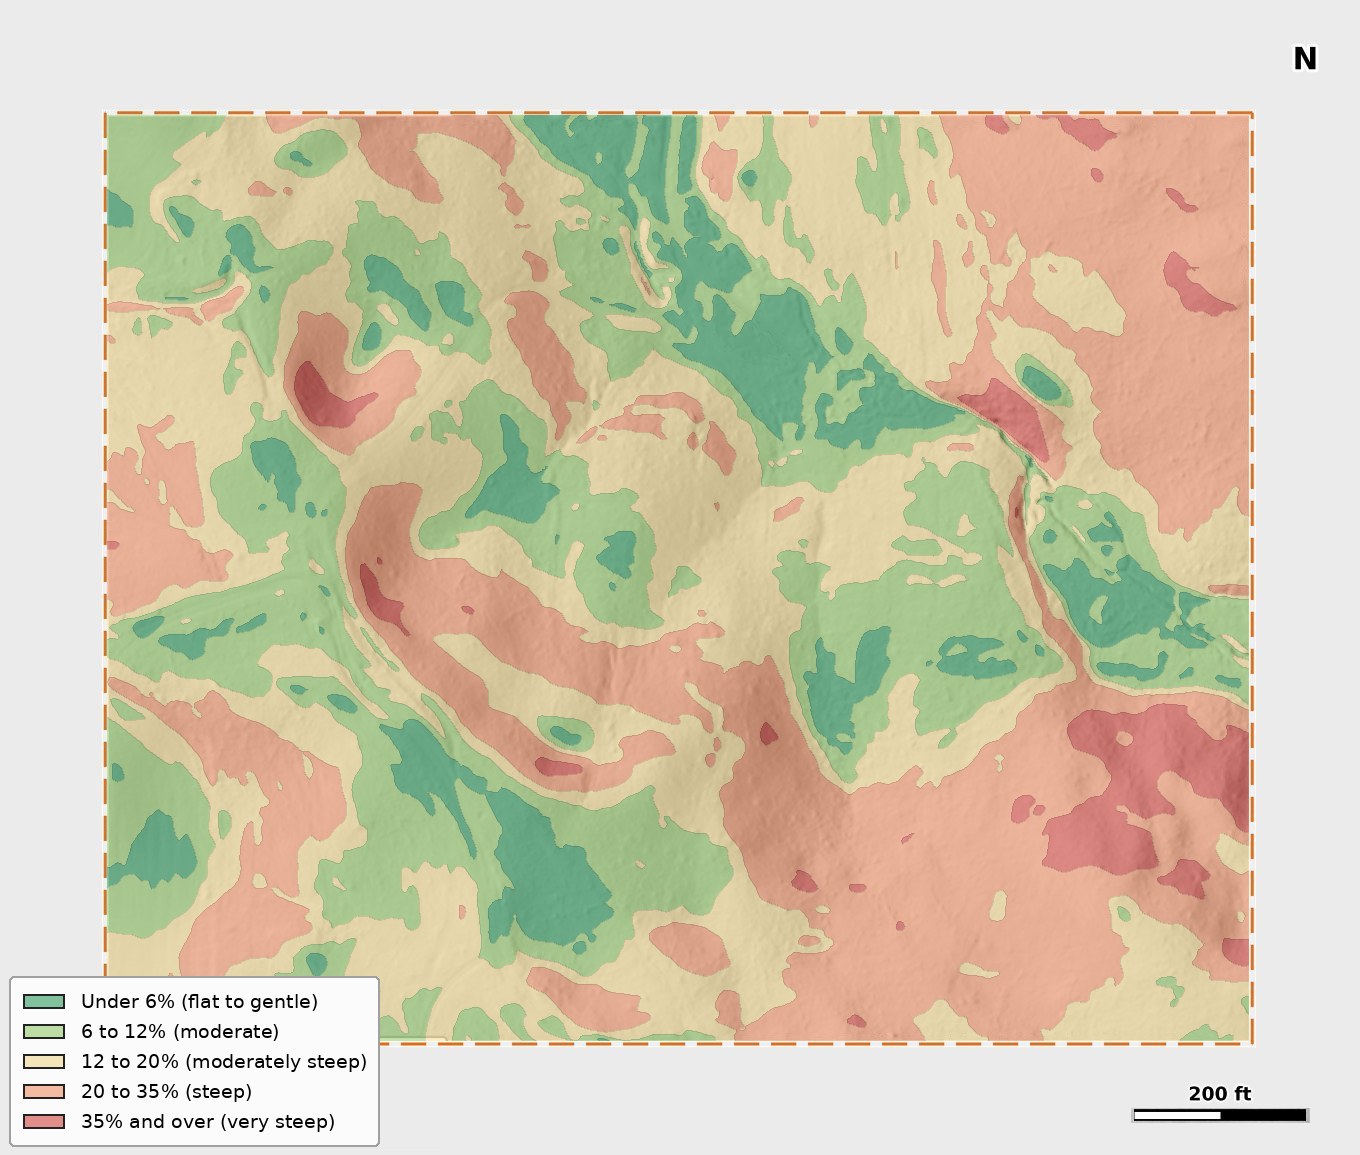 N
Under 6% (flat to gentle)
6 to 12% (moderate)
12 to 20% (moderately steep)
20 to 35% (steep)
35% and over (very steep)
200 ft